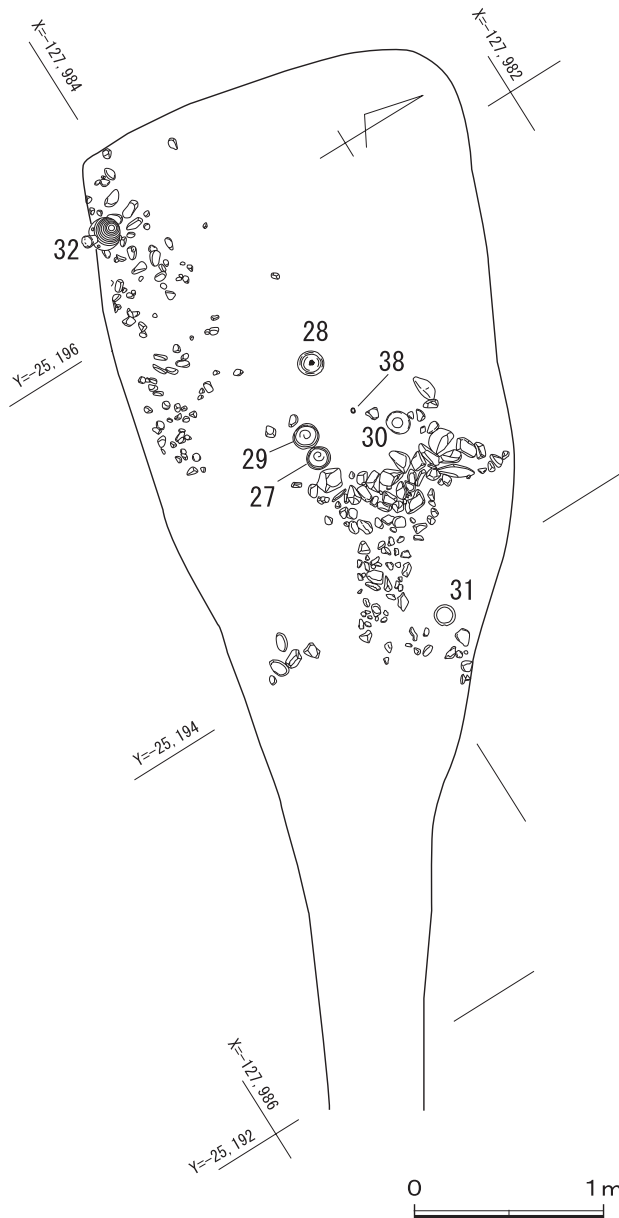 X=-127,984
X=-127,982
32
28
Y=-25,196
38
30
29
27
31
Y=-25,194
X=-127,986
Y=-25,192
0 1m